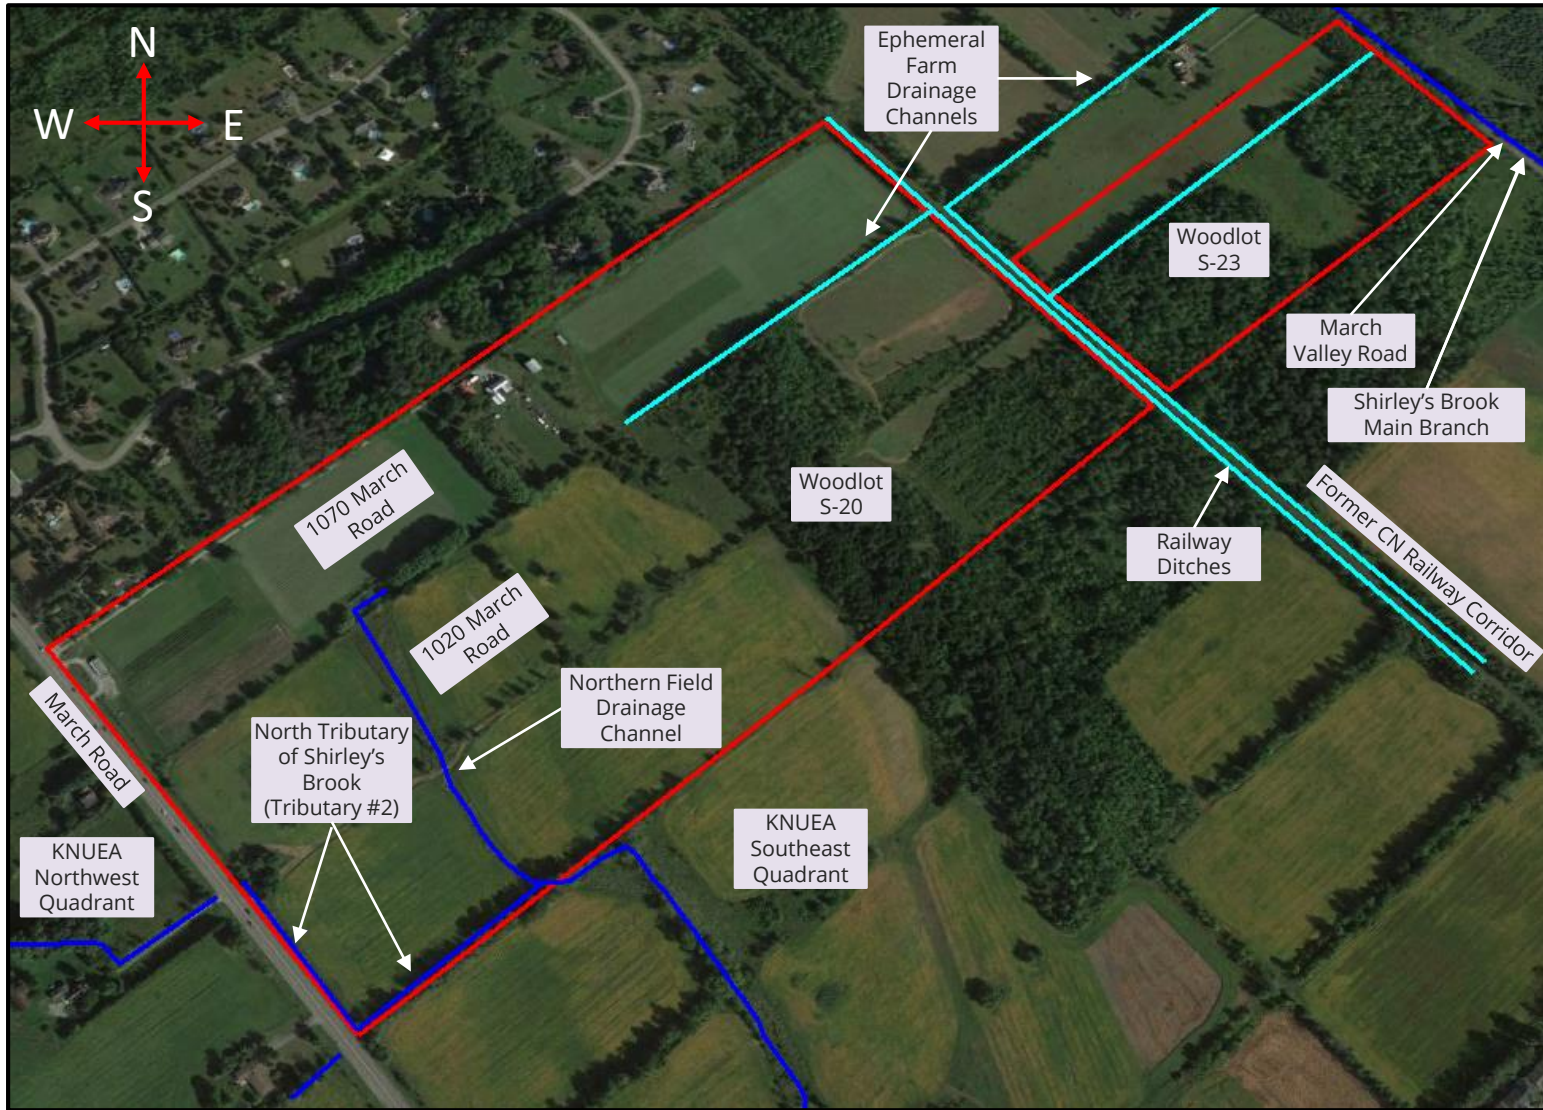 N
W
E
S
Ephemeral
Farm
Drainage
Channels
Woodlot
S-23
March
Valley Road
Shirley's Brook
Main Branch
1070 March
Road
Woodlot
S-20
Railway
Ditches
Former CN Railway Corridor
1020 March
Road
Northern Field
Drainage
Channel
March Road
North Tributary
of Shirley's
Brook
(Tributary #2)
KNUEA
Northwest
Quadrant
KNUEA
Southeast
Quadrant